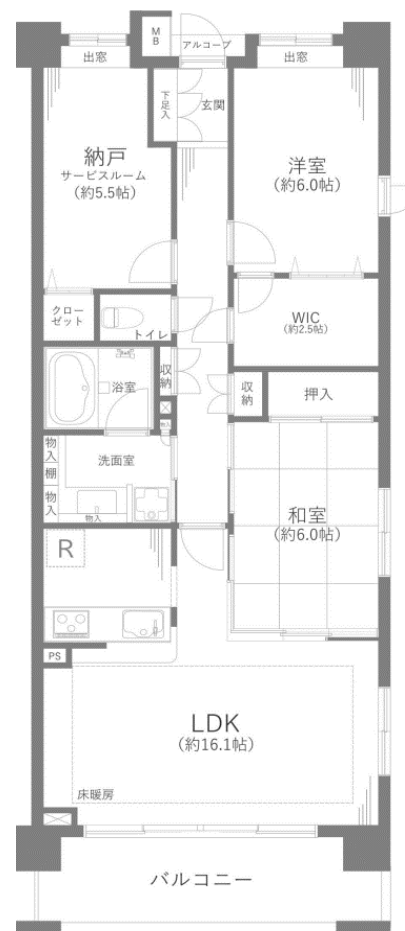 MB
アルコーブ
出窓
出窓
下足入
玄関
納戸
サービスルーム
(約5.5帖)
洋室
(約6.0帖)
クローゼット
トイレ
WIC
(約2.5帖)
収納
浴室
収納
押入
物入
物入
棚
物入
洗面室
物入
和室
(約6.0帖)
R
PS
LDK
(約16.1帖)
床暖房
バルコニー